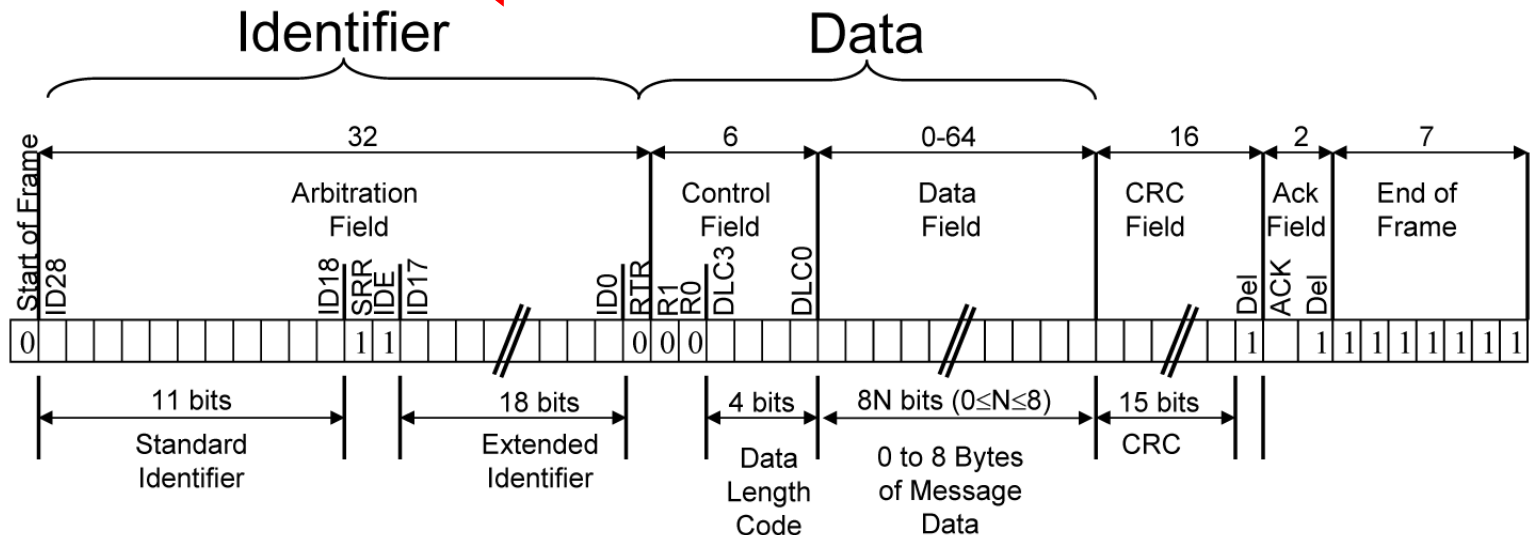 Identifier
Data
32
6
0-64
16
2
7
Start of Frame
Arbitration
Field
Control
Field
Data
Field
CRC
Field
Ack
Field
End of
Frame
ID28
ID18
SRR
IDE
ID17
ID0
RTR
R1
R0
DLC3
DLC0
Del
ACK
Del
0 1 1 0 0 0 1 1 1 1 1 1 1 1 1
11 bits
18 bits
4 bits
8N bits (0≤N≤8)
15 bits
Standard
Identifier
Extended
Identifier
Data
Length
Code
0 to 8 Bytes
of Message
Data
CRC